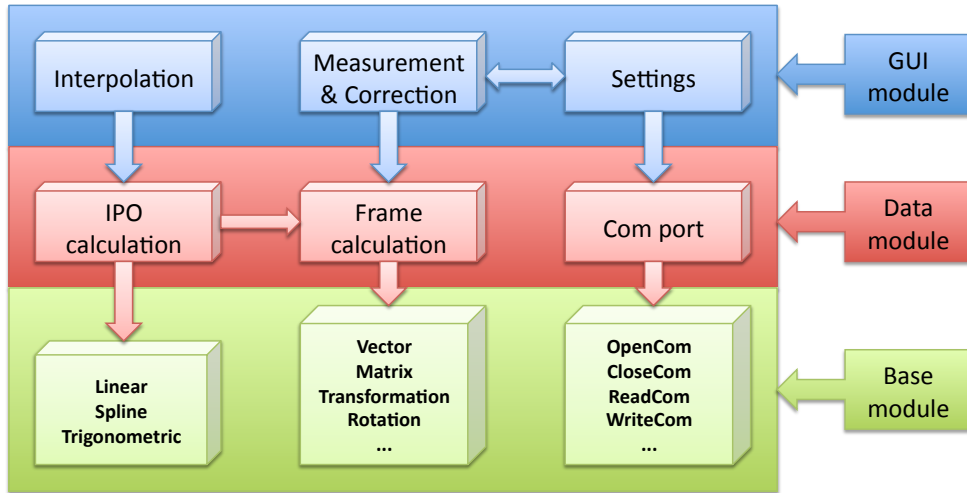 Interpolation
Measurement
& Correction
Settings
GUI
module
IPO
calculation
Frame
calculation
Com port
Data
module
Linear
Spline
Trigonometric
Vector
Matrix
Transformation
Rotation
...
OpenCom
CloseCom
ReadCom
WriteCom
...
Base
module